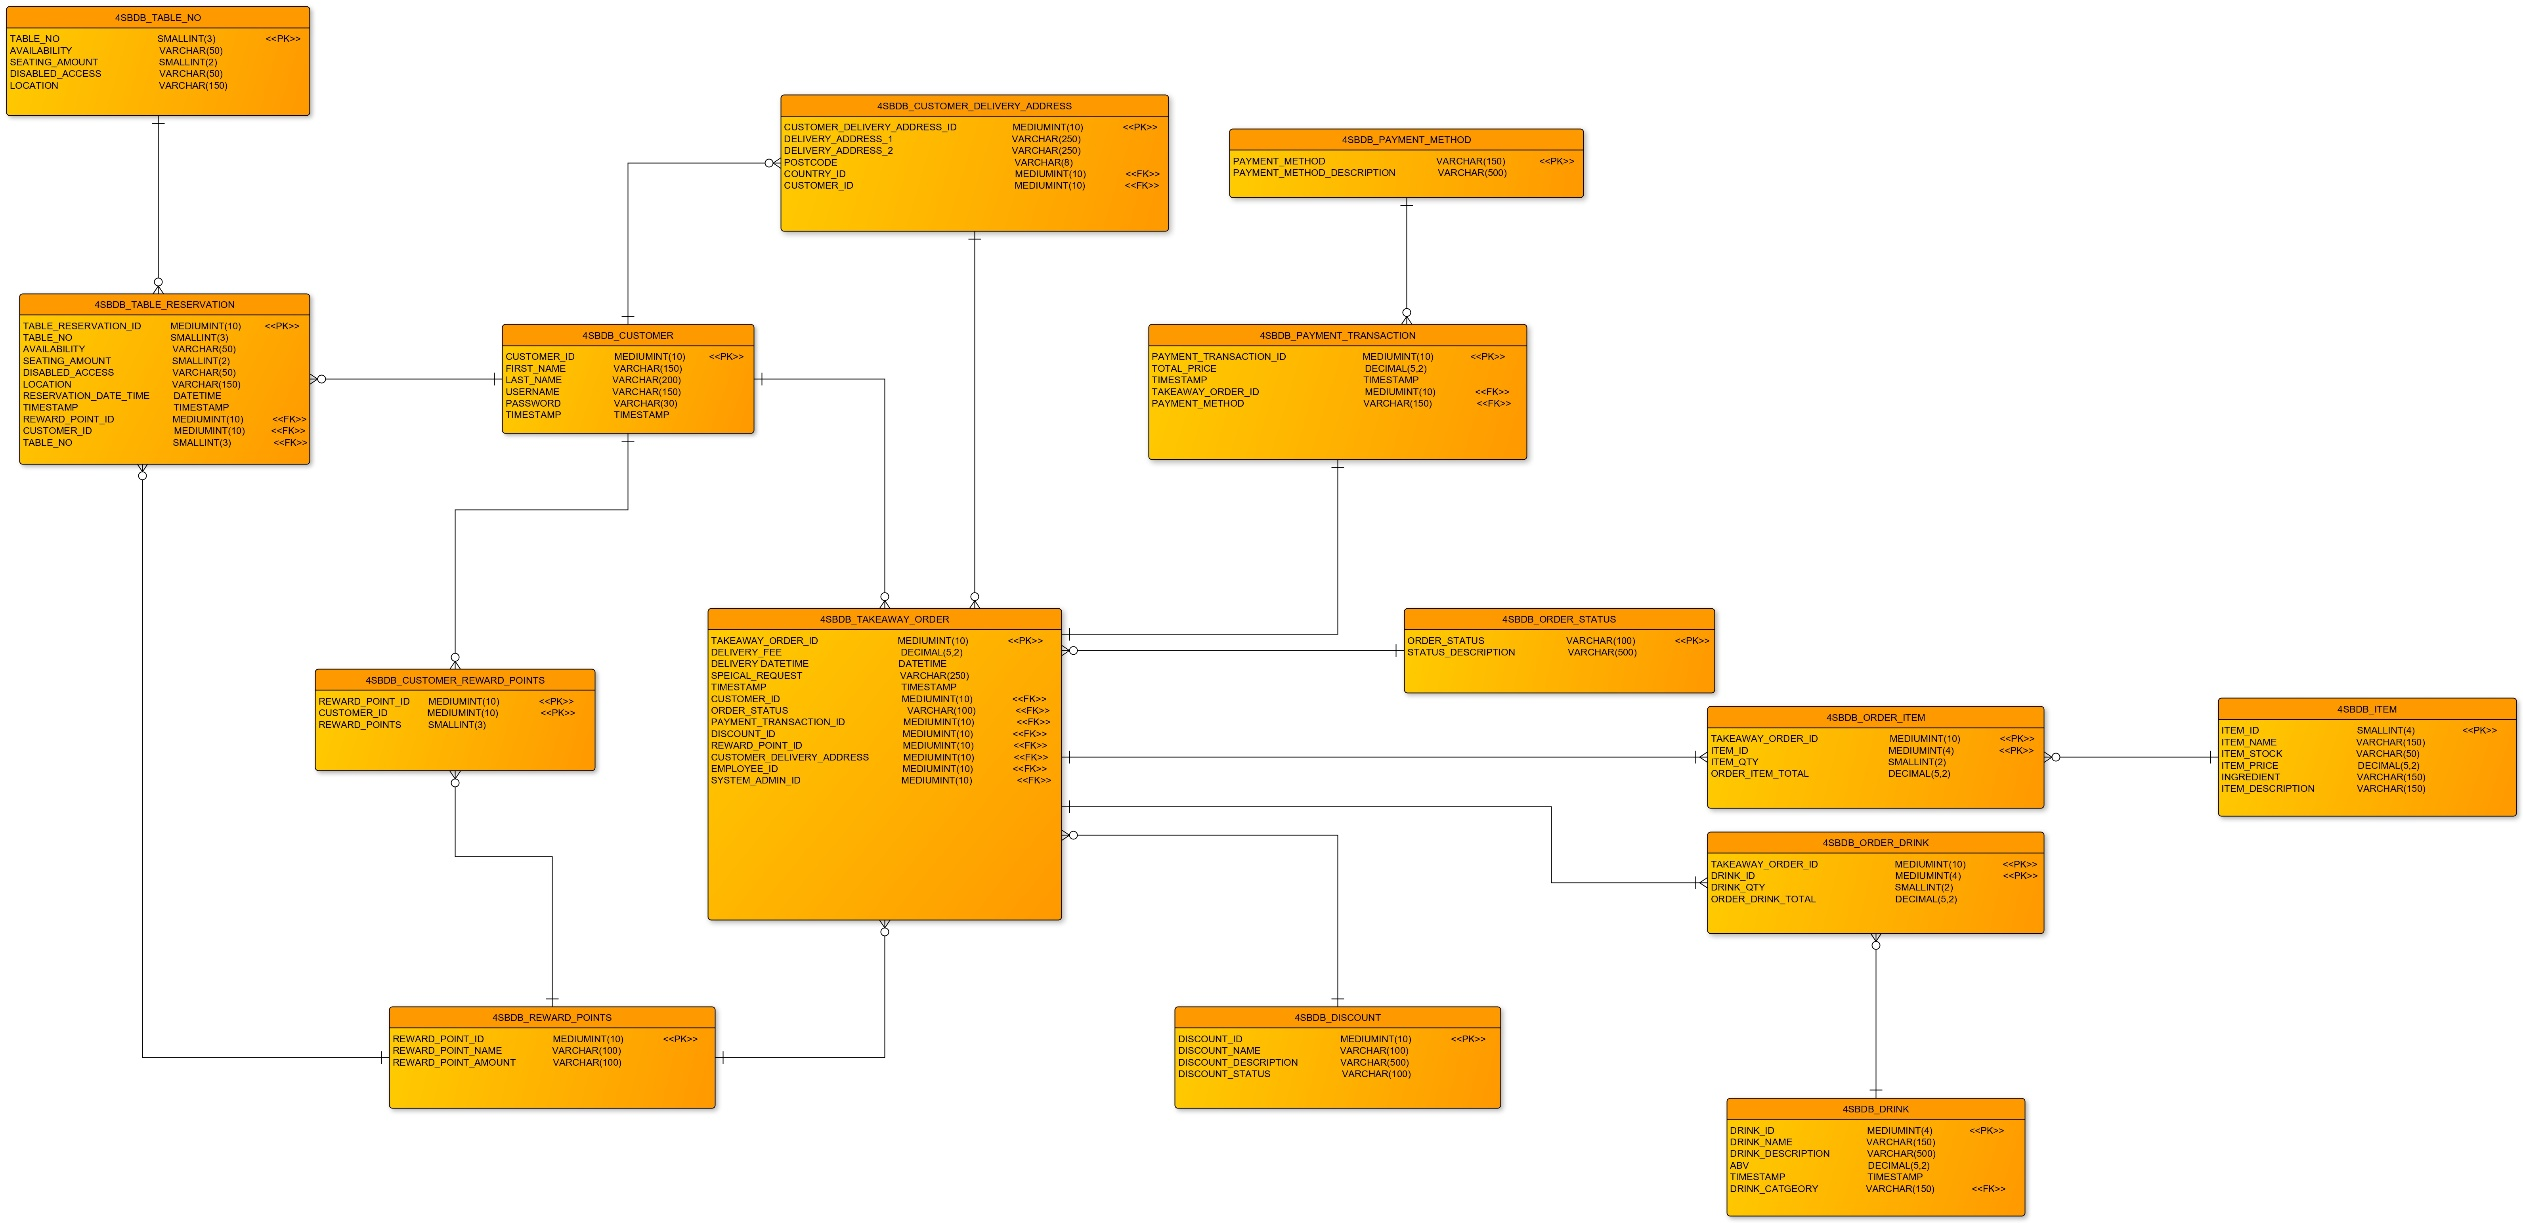 4SBDB_TABLE_NO
TABLE_NO SMALLINT(3) <<PK>>
AVAILABILITY VARCHAR(50)
SEATING_AMOUNT SMALLINT(2)
DISABLED_ACCESS VARCHAR(50)
LOCATION VARCHAR(150)
4SBDB_CUSTOMER_DELIVERY_ADDRESS
CUSTOMER_DELIVERY_ADDRESS_ID MEDIUMINT(10) <<PK>>
DELIVERY_ADDRESS_1 VARCHAR(250)
DELIVERY_ADDRESS_2 VARCHAR(250)
POSTCODE VARCHAR(8)
COUNTRY_ID MEDIUMINT(10) <<FK>>
CUSTOMER_ID MEDIUMINT(10) <<FK>>
4SBDB_PAYMENT_METHOD
PAYMENT_METHOD VARCHAR(150) <<PK>>
PAYMENT_METHOD_DESCRIPTION VARCHAR(500)
4SBDB_TABLE_RESERVATION
TABLE_RESERVATION_ID MEDIUMINT(10) <<PK>>
TABLE_NO SMALLINT(3)
AVAILABILITY VARCHAR(50)
SEATING_AMOUNT SMALLINT(2)
DISABLED_ACCESS VARCHAR(50)
LOCATION VARCHAR(150)
RESERVATION_DATE_TIME DATETIME
TIMESTAMP TIMESTAMP
REWARD_POINT_ID MEDIUMINT(10) <<FK>>
CUSTOMER_ID MEDIUMINT(10) <<FK>>
TABLE_NO SMALLINT(3) <<FK>>
4SBDB_CUSTOMER
CUSTOMER_ID MEDIUMINT(10) <<PK>>
FIRST_NAME VARCHAR(150)
LAST_NAME VARCHAR(200)
USERNAME VARCHAR(150)
PASSWORD VARCHAR(30)
TIMESTAMP TIMESTAMP
4SBDB_PAYMENT_TRANSACTION
PAYMENT_TRANSACTION_ID MEDIUMINT(10) <<PK>>
TOTAL_PRICE DECIMAL(5,2)
TIMESTAMP TIMESTAMP
TAKEAWAY_ORDER_ID MEDIUMINT(10) <<FK>>
PAYMENT_METHOD VARCHAR(150) <<FK>>
4SBDB_TAKEAWAY_ORDER
TAKEAWAY_ORDER_ID MEDIUMINT(10) <<PK>>
DELIVERY_FEE DECIMAL(5,2)
DELIVERY DATETIME DATETIME
SPEICAL_REQUEST VARCHAR(250)
TIMESTAMP TIMESTAMP
CUSTOMER_ID MEDIUMINT(10) <<FK>>
ORDER_STATUS VARCHAR(100) <<FK>>
PAYMENT_TRANSACTION_ID MEDIUMINT(10) <<FK>>
DISCOUNT_ID MEDIUMINT(10) <<FK>>
REWARD_POINT_ID MEDIUMINT(10) <<FK>>
CUSTOMER_DELIVERY_ADDRESS MEDIUMINT(10) <<FK>>
EMPLOYEE_ID MEDIUMINT(10) <<FK>>
SYSTEM_ADMIN_ID MEDIUMINT(10) <<FK>>
4SBDB_ORDER_STATUS
ORDER_STATUS VARCHAR(100) <<PK>>
STATUS_DESCRIPTION VARCHAR(500)
4SBDB_CUSTOMER_REWARD_POINTS
REWARD_POINT_ID MEDIUMINT(10) <<PK>>
CUSTOMER_ID MEDIUMINT(10) <<PK>>
REWARD_POINTS SMALLINT(3)
4SBDB_ORDER_ITEM
TAKEAWAY_ORDER_ID MEDIUMINT(10) <<PK>>
ITEM_ID MEDIUMINT(4) <<PK>>
ITEM_QTY SMALLINT(2)
ORDER_ITEM_TOTAL DECIMAL(5,2)
4SBDB_ITEM
ITEM_ID SMALLINT(4) <<PK>>
ITEM_NAME VARCHAR(150)
ITEM_STOCK VARCHAR(50)
ITEM_PRICE DECIMAL(5,2)
INGREDIENT VARCHAR(150)
ITEM_DESCRIPTION VARCHAR(150)
4SBDB_ORDER_DRINK
TAKEAWAY_ORDER_ID MEDIUMINT(10) <<PK>>
DRINK_ID MEDIUMINT(4) <<PK>>
DRINK_QTY SMALLINT(2)
ORDER_DRINK_TOTAL DECIMAL(5,2)
4SBDB_REWARD_POINTS
REWARD_POINT_ID MEDIUMINT(10) <<PK>>
REWARD_POINT_NAME VARCHAR(100)
REWARD_POINT_AMOUNT VARCHAR(100)
4SBDB_DISCOUNT
DISCOUNT_ID MEDIUMINT(10) <<PK>>
DISCOUNT_NAME VARCHAR(100)
DISCOUNT_DESCRIPTION VARCHAR(500)
DISCOUNT_STATUS VARCHAR(100)
4SBDB_DRINK
DRINK_ID MEDIUMINT(4) <<PK>>
DRINK_NAME VARCHAR(150)
DRINK_DESCRIPTION VARCHAR(500)
ABV DECIMAL(5,2)
TIMESTAMP TIMESTAMP
DRINK_CATGEORY VARCHAR(150) <<FK>>